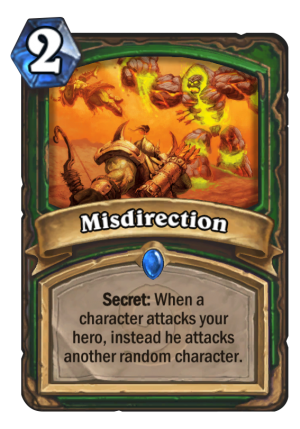 2
Misdirection
Secret: When a
character attacks your
hero, instead he attacks
another random character.